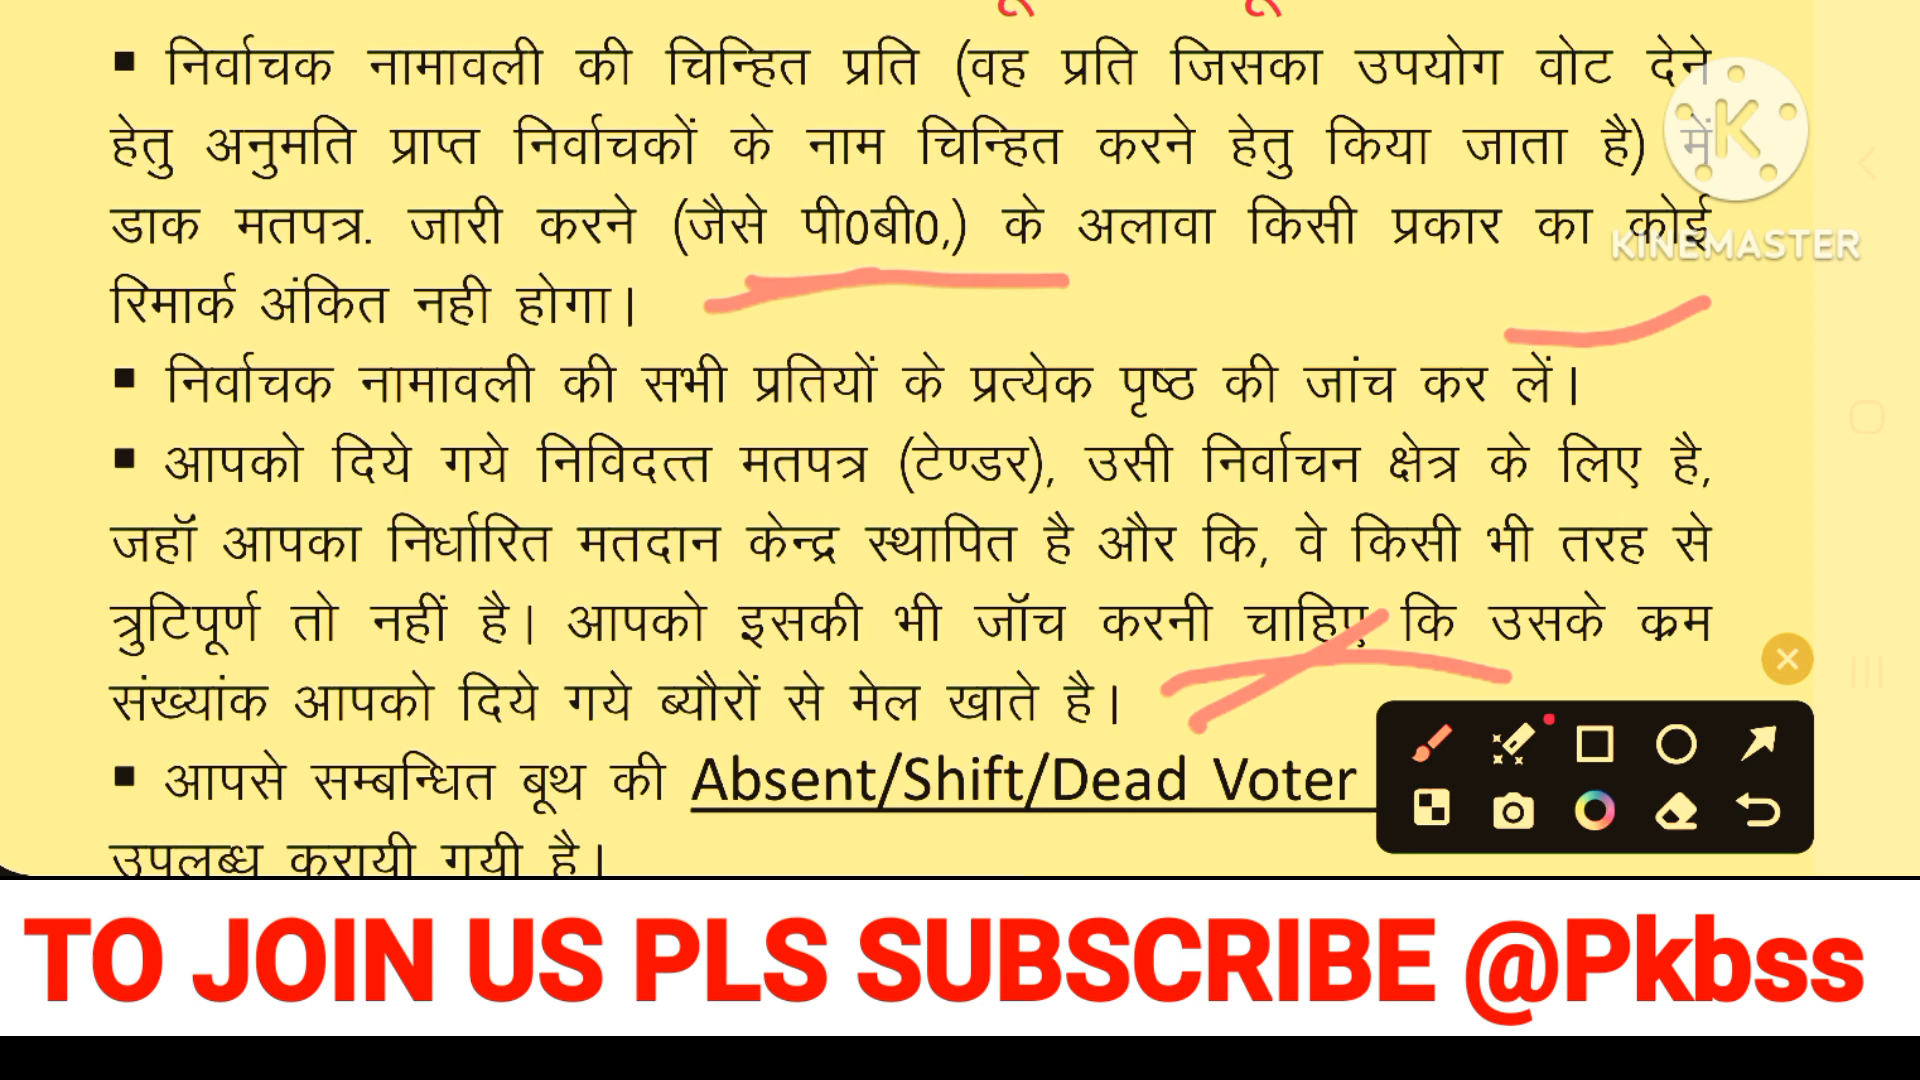 ▪ निर्वाचक नामावली की चिन्हित प्रति (वह प्रति जिसका उपयोग वोट देने
हेतु अनुमति प्राप्त निर्वाचकों के नाम चिन्हित करने हेतु किया जाता है) में
डाक मतपत्र. जारी करने (जैसे पी0बी0,) के अलावा किसी प्रकार का कोई
रिमार्क अंकित नही होगा।
▪ निर्वाचक नामावली की सभी प्रतियों के प्रत्येक पृष्ठ की जांच कर लें।
▪ आपको दिये गये निविदत्त मतपत्र (टेण्डर), उसी निर्वाचन क्षेत्र के लिए है,
जहॉ आपका निर्धारित मतदान केन्द्र स्थापित है और कि, वे किसी भी तरह से
त्रुटिपूर्ण तो नहीं है। आपको इसकी भी जॉच करनी चाहिए कि उसके क्रम
संख्यांक आपको दिये गये ब्यौरों से मेल खाते है।
▪ आपसे सम्बन्धित बूथ की Absent/Shift/Dead Voter
उपलब्ध करायी गयी है।
K
KINEMASTER
TO JOIN US PLS SUBSCRIBE @Pkbss